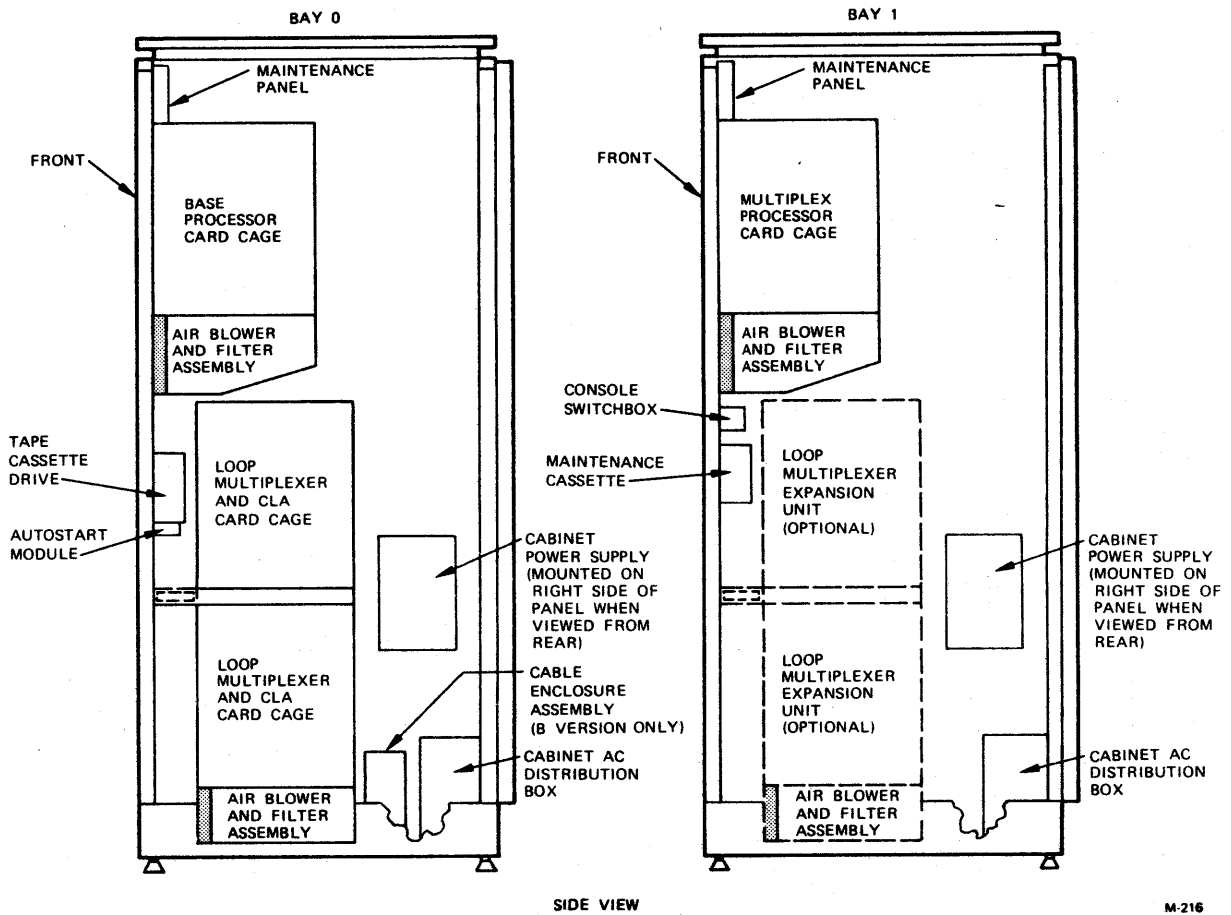 BAY 0
MAINTENANCE
PANEL
FRONT
BASE
PROCESSOR
CARD CAGE
AIR BLOWER
AND FILTER
ASSEMBLY
TAPE
CASSETTE
DRIVE
AUTOSTART
MODULE
LOOP
MULTIPLEXER
AND CLA
CARD CAGE
CABINET
POWER SUPPLY
(MOUNTED ON
RIGHT SIDE OF
PANEL WHEN
VIEWED FROM
REAR)
LOOP
MULTIPLEXER
AND CLA
CARD CAGE
CABLE
ENCLOSURE
ASSEMBLY
(B VERSION ONLY)
CABINET AC
DISTRIBUTION
BOX
AIR BLOWER
AND FILTER
ASSEMBLY
BAY 1
MAINTENANCE
PANEL
FRONT
MULTIPLEX
PROCESSOR
CARD CAGE
AIR BLOWER
AND FILTER
ASSEMBLY
CONSOLE
SWITCHBOX
MAINTENANCE
CASSETTE
LOOP
MULTIPLEXER
EXPANSION
UNIT
(OPTIONAL)
CABINET
POWER SUPPLY
(MOUNTED ON
RIGHT SIDE OF
PANEL WHEN
VIEWED FROM
REAR)
LOOP
MULTIPLEXER
EXPANSION
UNIT
(OPTIONAL)
CABINET AC
DISTRIBUTION
BOX
AIR BLOWER
AND FILTER
ASSEMBLY
SIDE VIEW
M-216